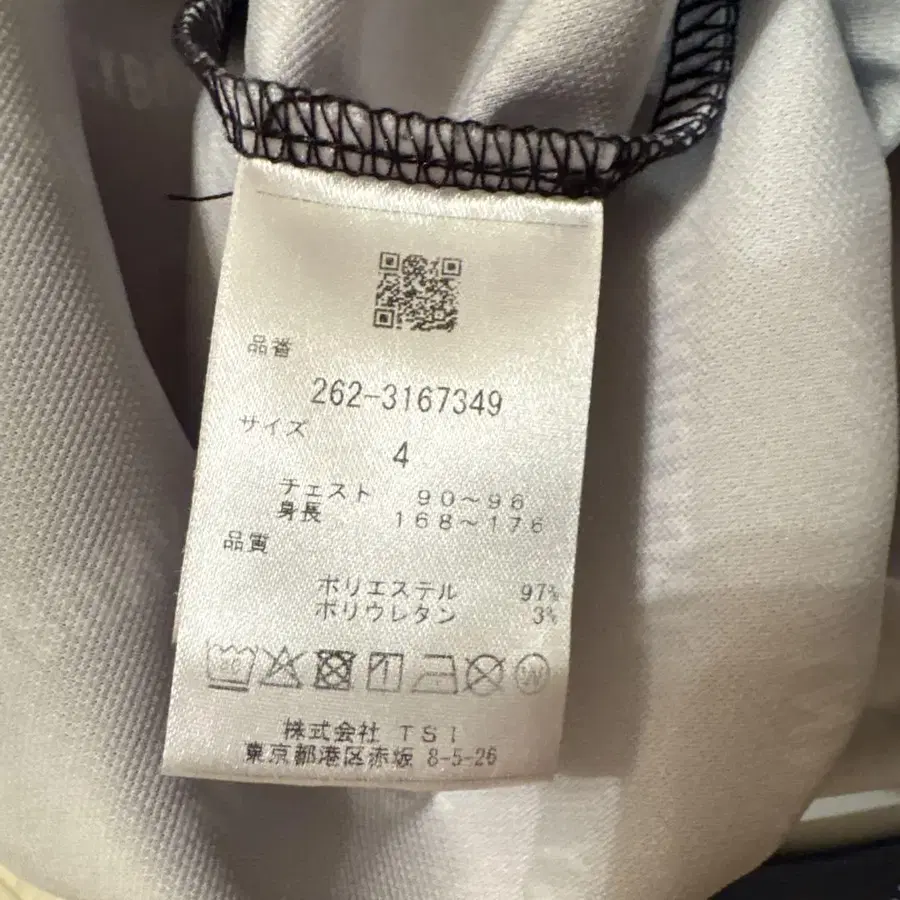 品番
262-3167349
サイズ
4
チェスト 90～96
身長 168～176
品質
ポリエステル 97%
ポリウレタン 3%
株式会社 TSI
東京都港区赤坂 8-5-26